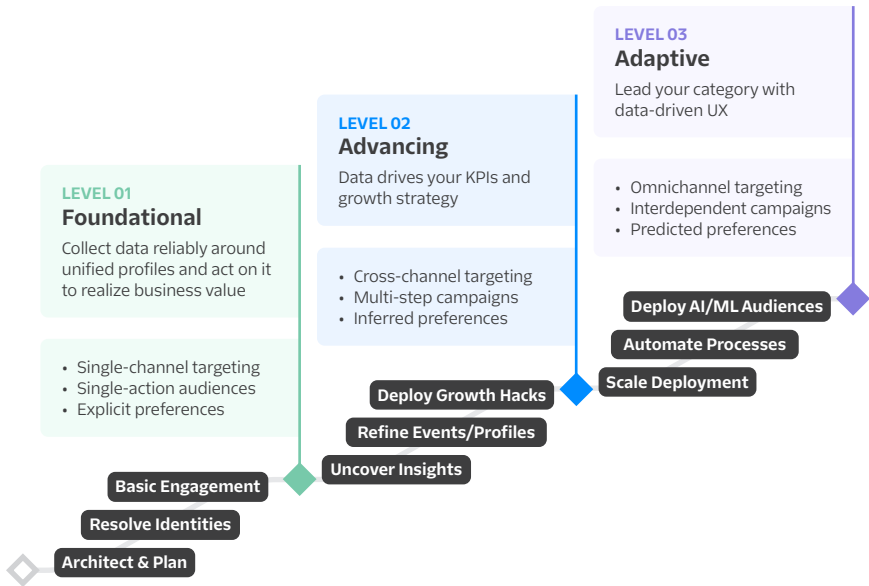 LEVEL 01
Foundational
Collect data reliably around
unified profiles and act on it
to realize business value
• Single-channel targeting
• Single-action audiences
• Explicit preferences
Basic Engagement
Resolve Identities
Architect & Plan
LEVEL 02
Advancing
Data drives your KPIs and
growth strategy
• Cross-channel targeting
• Multi-step campaigns
• Inferred preferences
Deploy Growth Hacks
Refine Events/Profiles
Uncover Insights
LEVEL 03
Adaptive
Lead your category with
data-driven UX
• Omnichannel targeting
• Interdependent campaigns
• Predicted preferences
Deploy AI/ML Audiences
Automate Processes
Scale Deployment